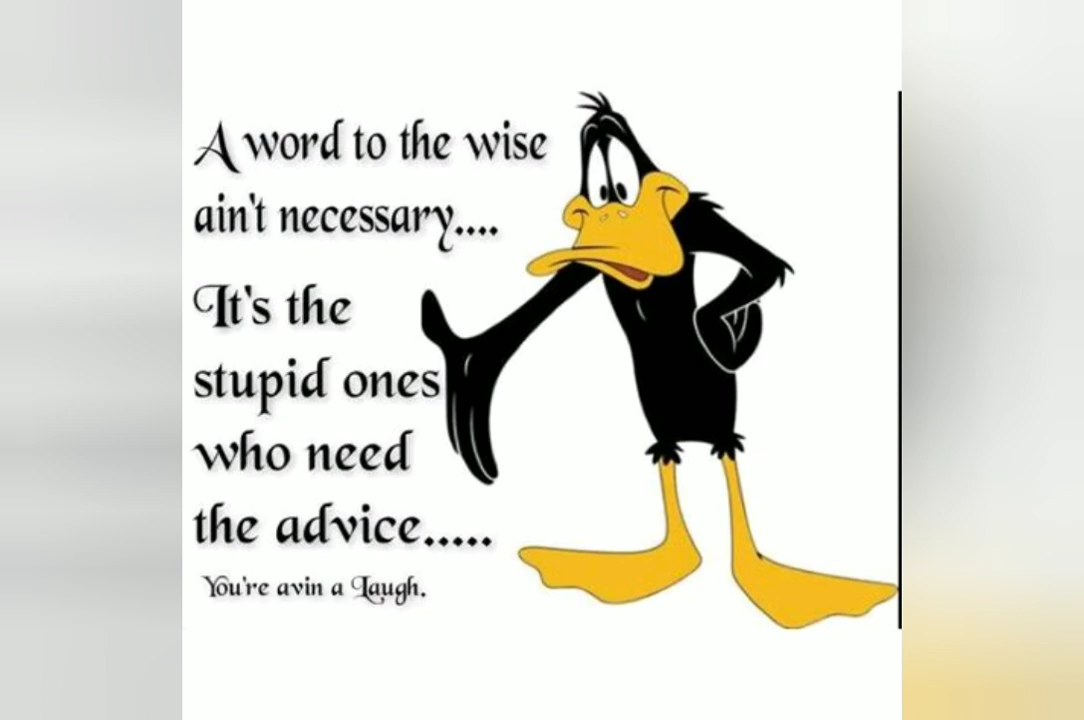 A word to the wise
ain't necessary....
It's the
stupid ones
who need
the advice.....
You're avin a Laugh.